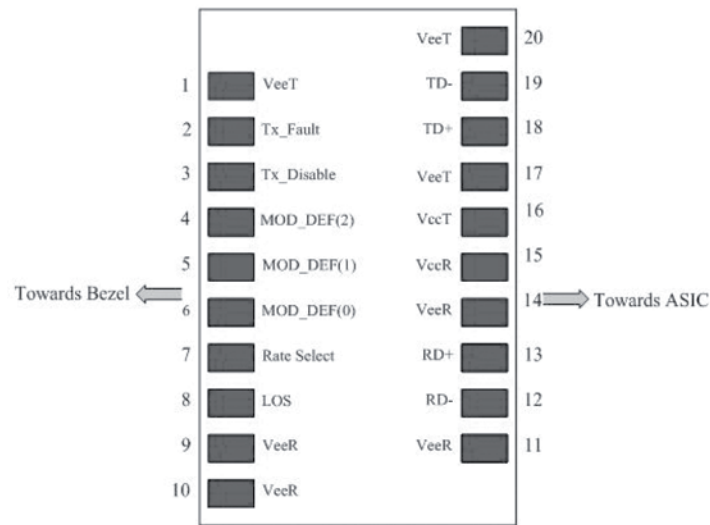 VeeT 20
1 VeeT TD- 19
2 Tx_Fault TD+ 18
3 Tx_Disable VeeT 17
4 MOD_DEF(2) VccT 16
5 MOD_DEF(1) VccR 15
Towards Bezel
6 MOD_DEF(0) VeeR 14
Towards ASIC
7 Rate Select RD+ 13
8 LOS RD- 12
9 VeeR VeeR 11
10 VeeR